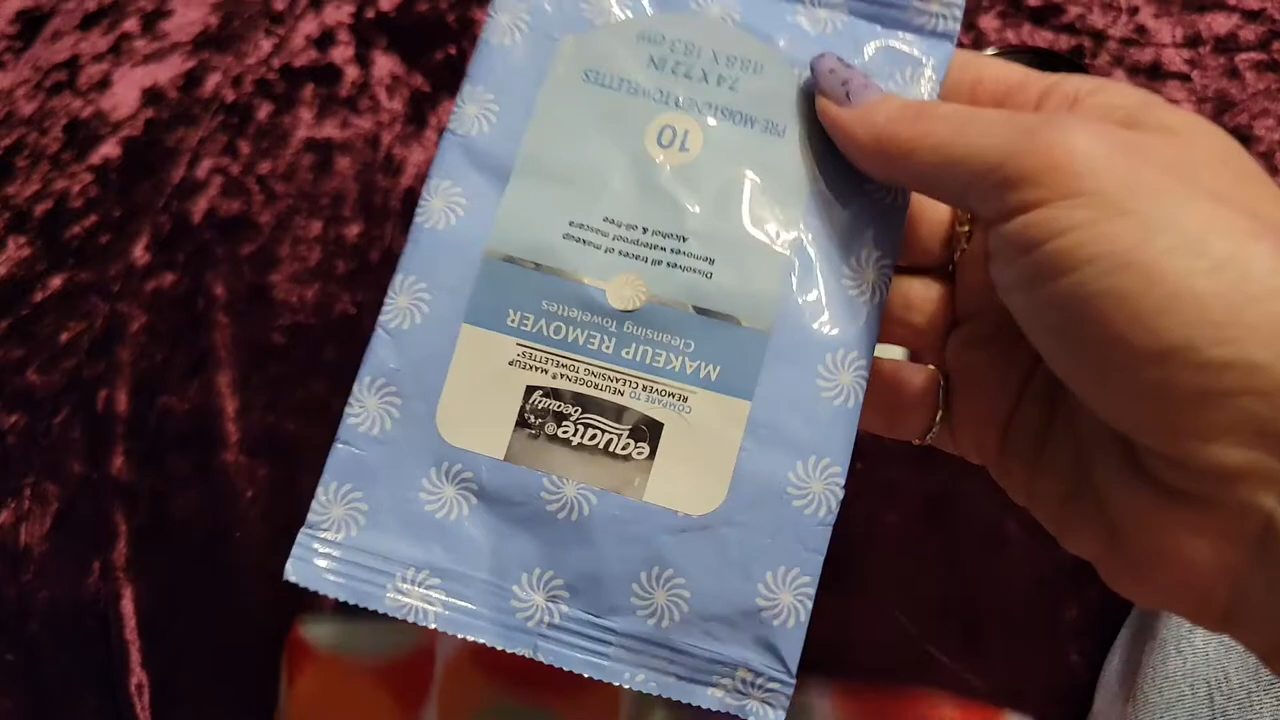 equate®
beauty
COMPARE TO NEUTROGENA® MAKEUP
REMOVER CLEANSING TOWELETTES*
MAKEUP REMOVER
Cleansing Towelettes
Dissolves all traces of makeup
Removes waterproof mascara
Alcohol & oil-free
10
PRE-MOISTENED TOWELETTES
7.4 X 7.2 IN
(18.8 X 18.3 cm)